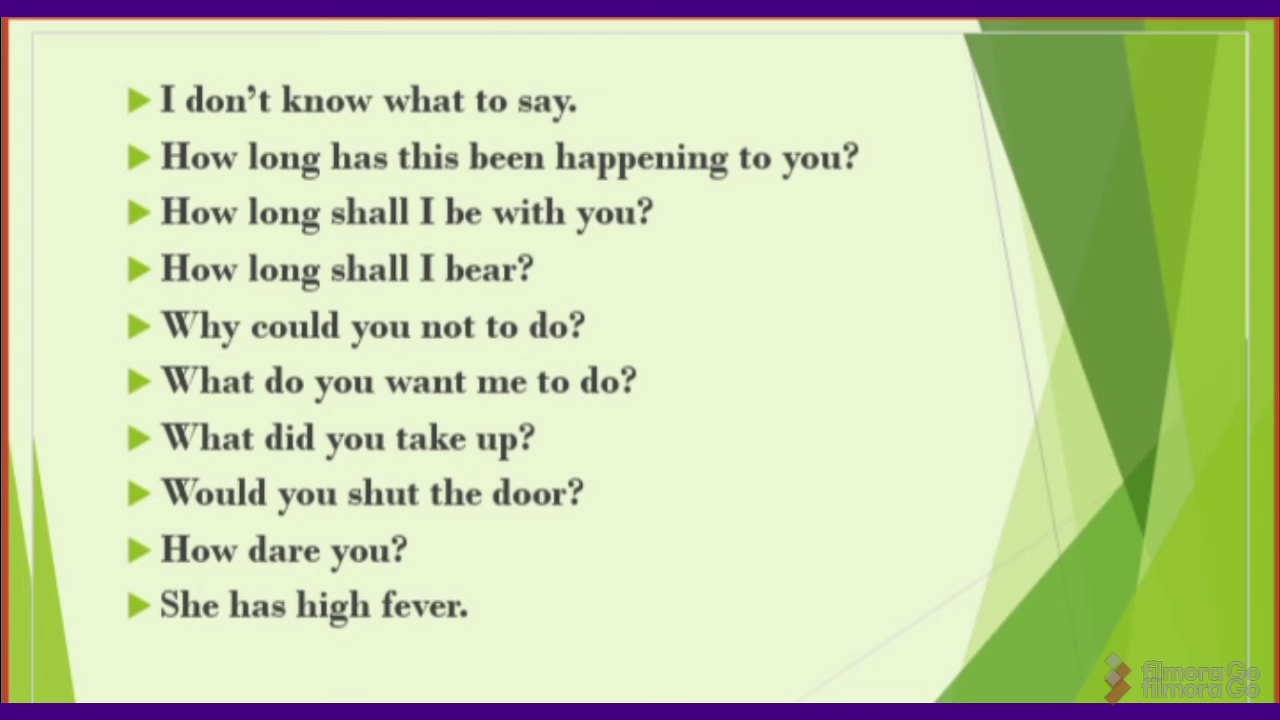 I don't know what to say.
How long has this been happening to you?
How long shall I be with you?
How long shall I bear?
Why could you not to do?
What do you want me to do?
What did you take up?
Would you shut the door?
How dare you?
She has high fever.
filmora Go
filmora Go